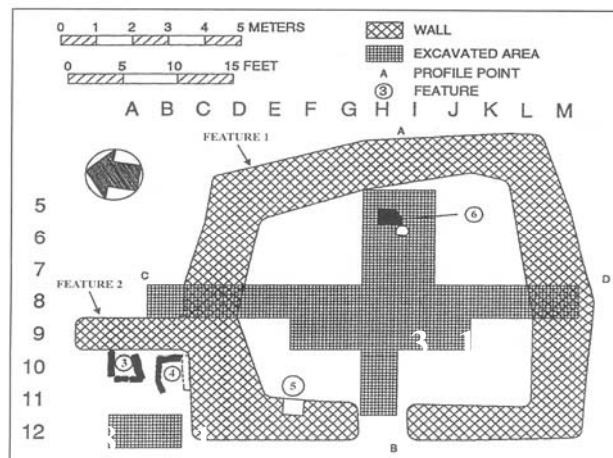 0 1 2 3 4 5 METERS
0 5 10 15
FEET
WALL
EXCAVATED AREA
A PROFILE POINT
③ FEATURE
A B C D E F G H I J K L M
FEATURE 1
A
5
6
7
8
9
10
11
12
⑥
C
D
FEATURE 2
3 1
③
④
⑤
B